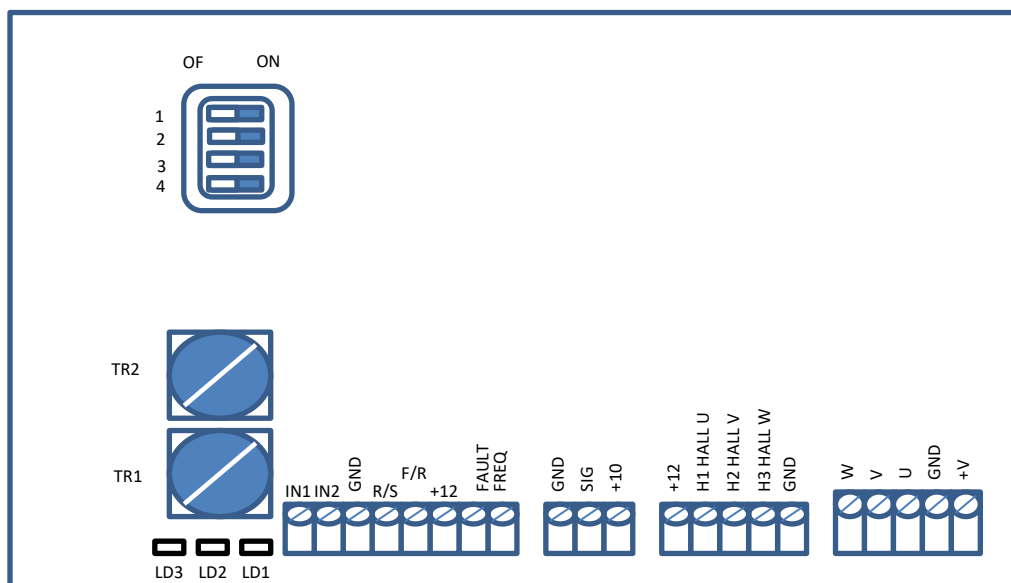 OF ON
1
2
3
4
TR2
TR1
IN1 IN2 GND R/S F/R +12 FAULT FREQ
GND SIG +10
+12 H1 HALL U H2 HALL V H3 HALL W GND
W V U GND +V
LD3 LD2 LD1